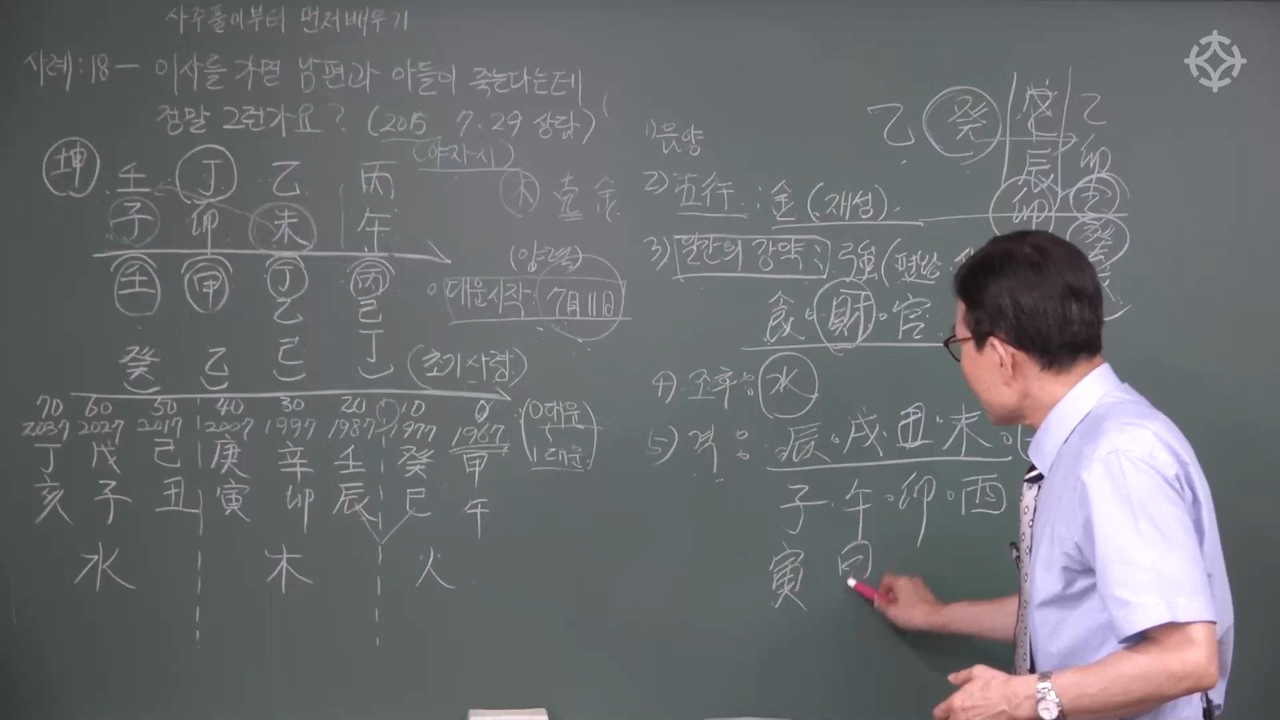 사주풀이부터 먼저배우기
사례:18 - 이사를 가면 남편과 아들이 죽는다는데
정말 그런가요? (2015 7.29 상담)
(야자시)
坤 壬 丁 乙 丙
子 卯 未 午
木
壬 甲 丁 丙
乙 己
癸 乙 己 丁
(양력)
대운시작: 7月11日
(초기사령)
70 60 50 40 30 20 10 0
2037 2027 2017 2007 1997 1987 1977 1967
丁 戊 己 庚 辛 壬 癸 甲
亥 子 丑 寅 卯 辰 巳 午
(0대운
1대운)
水 木 火
1) 음양
2) 五行 : 金 (재성)
3) 일간의 강약 : 強(편
食 · 財 · 官
4) 조후 : 水
5) 격 : 辰 · 戌 · 丑 · 未
子 · 午 · 卯 · 酉
寅
乙 癸 乙
辰 卯
卯